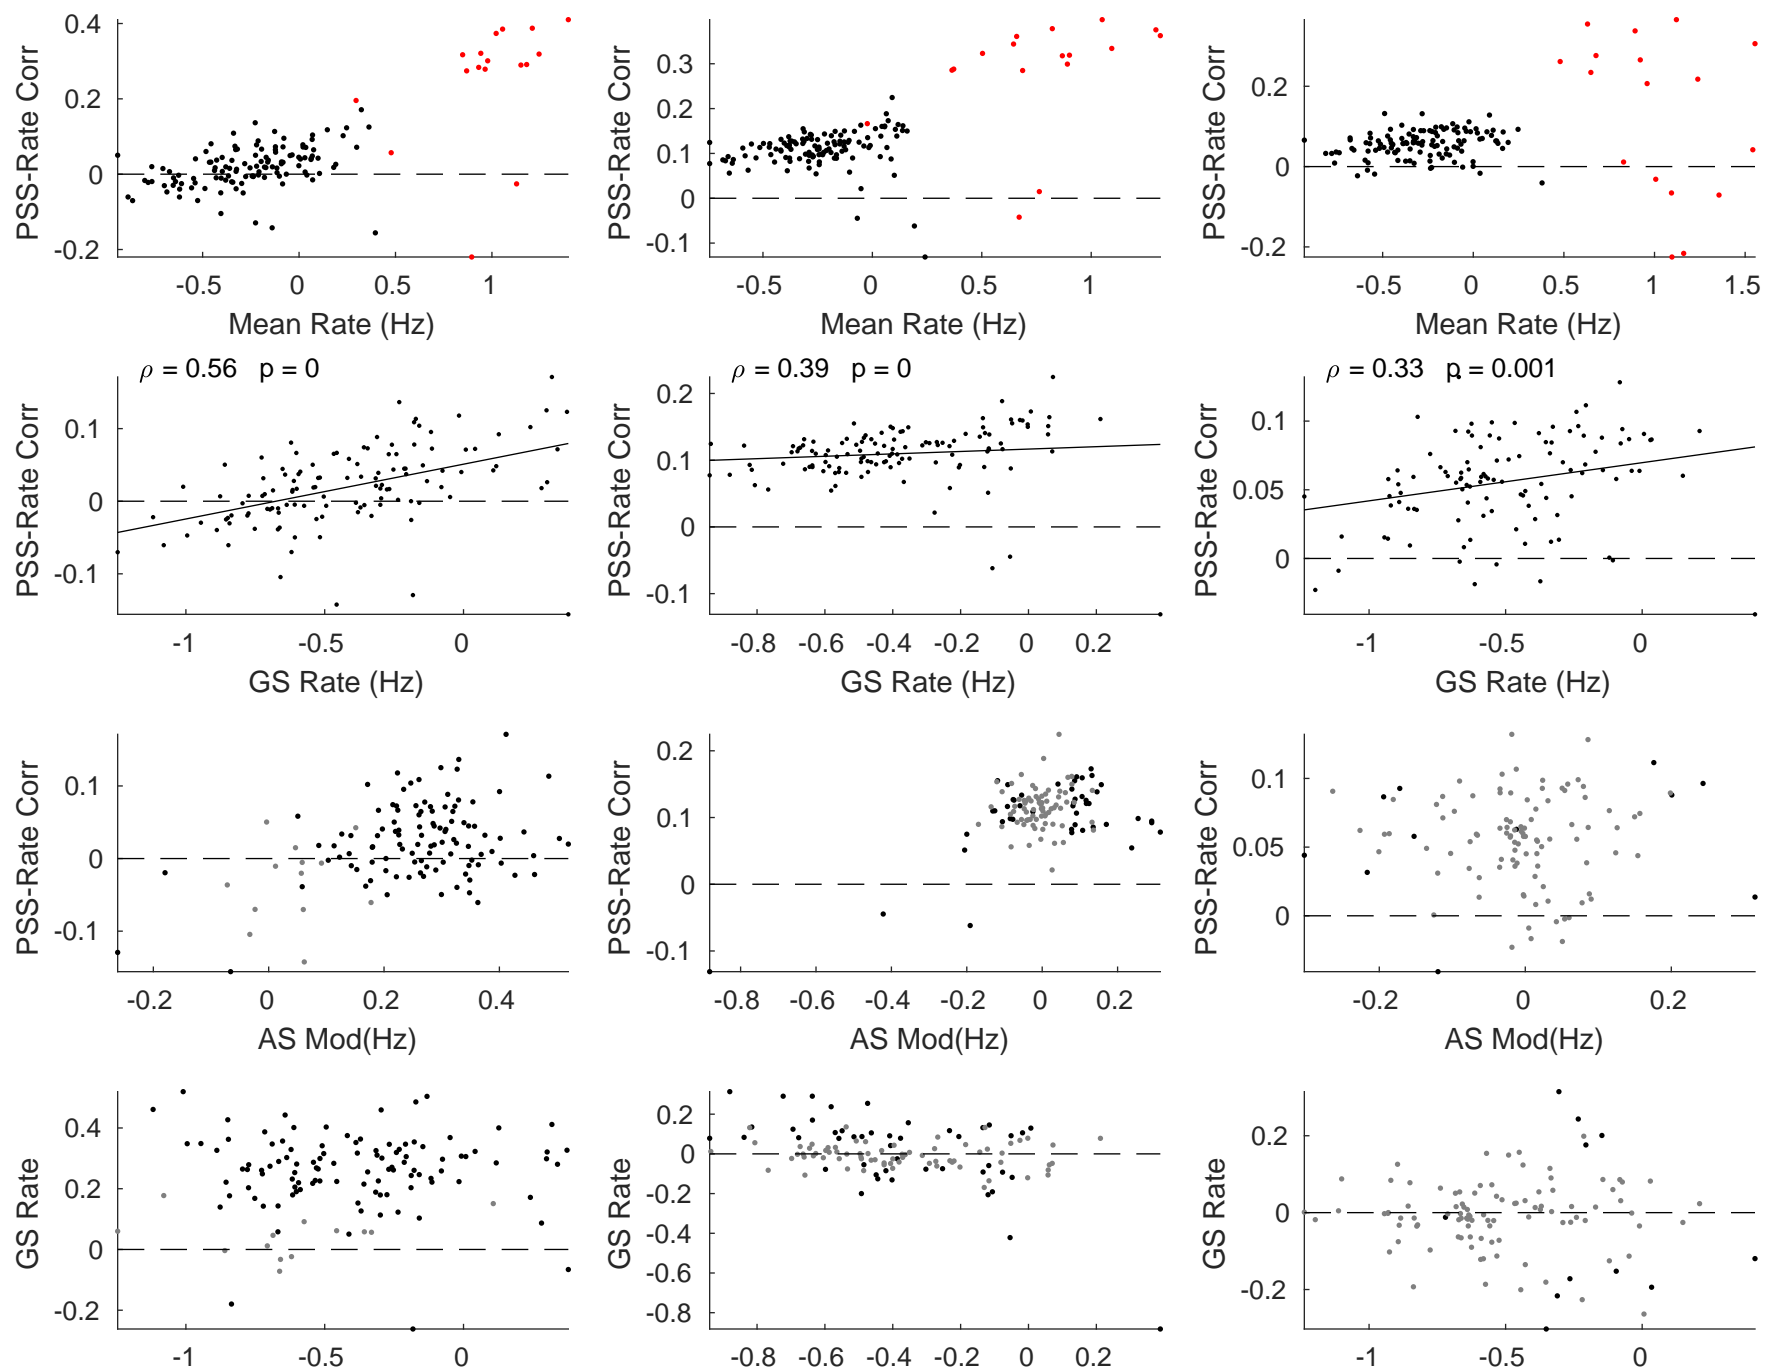 0.4
0.2
0
-0.2
PSS-Rate Corr
-0.5 0 0.5 1
Mean Rate (Hz)
0.3
0.2
0.1
0
-0.1
PSS-Rate Corr
-0.5 0 0.5 1
Mean Rate (Hz)
0.2
0
-0.2
PSS-Rate Corr
-0.5 0 0.5 1 1.5
Mean Rate (Hz)
ρ = 0.56 p = 0
0.1
0
-0.1
PSS-Rate Corr
-1 -0.5 0
GS Rate (Hz)
ρ = 0.39 p = 0
0.2
0.1
0
-0.1
PSS-Rate Corr
-0.8 -0.6 -0.4 -0.2 0 0.2
GS Rate (Hz)
ρ = 0.33 p = 0.001
0.1
0.05
0
PSS-Rate Corr
-1 -0.5 0
GS Rate (Hz)
0.1
0
-0.1
PSS-Rate Corr
-0.2 0 0.2 0.4
AS Mod(Hz)
0.2
0.1
0
-0.1
PSS-Rate Corr
-0.8 -0.6 -0.4 -0.2 0 0.2
AS Mod(Hz)
0.1
0.05
0
PSS-Rate Corr
-0.2 0 0.2
AS Mod(Hz)
0.4
0.2
0
-0.2
GS Rate
-1 -0.5 0
0.2
0
-0.2
-0.4
-0.6
-0.8
GS Rate
-0.8 -0.6 -0.4 -0.2 0 0.2
0.2
0
-0.2
GS Rate
-1 -0.5 0